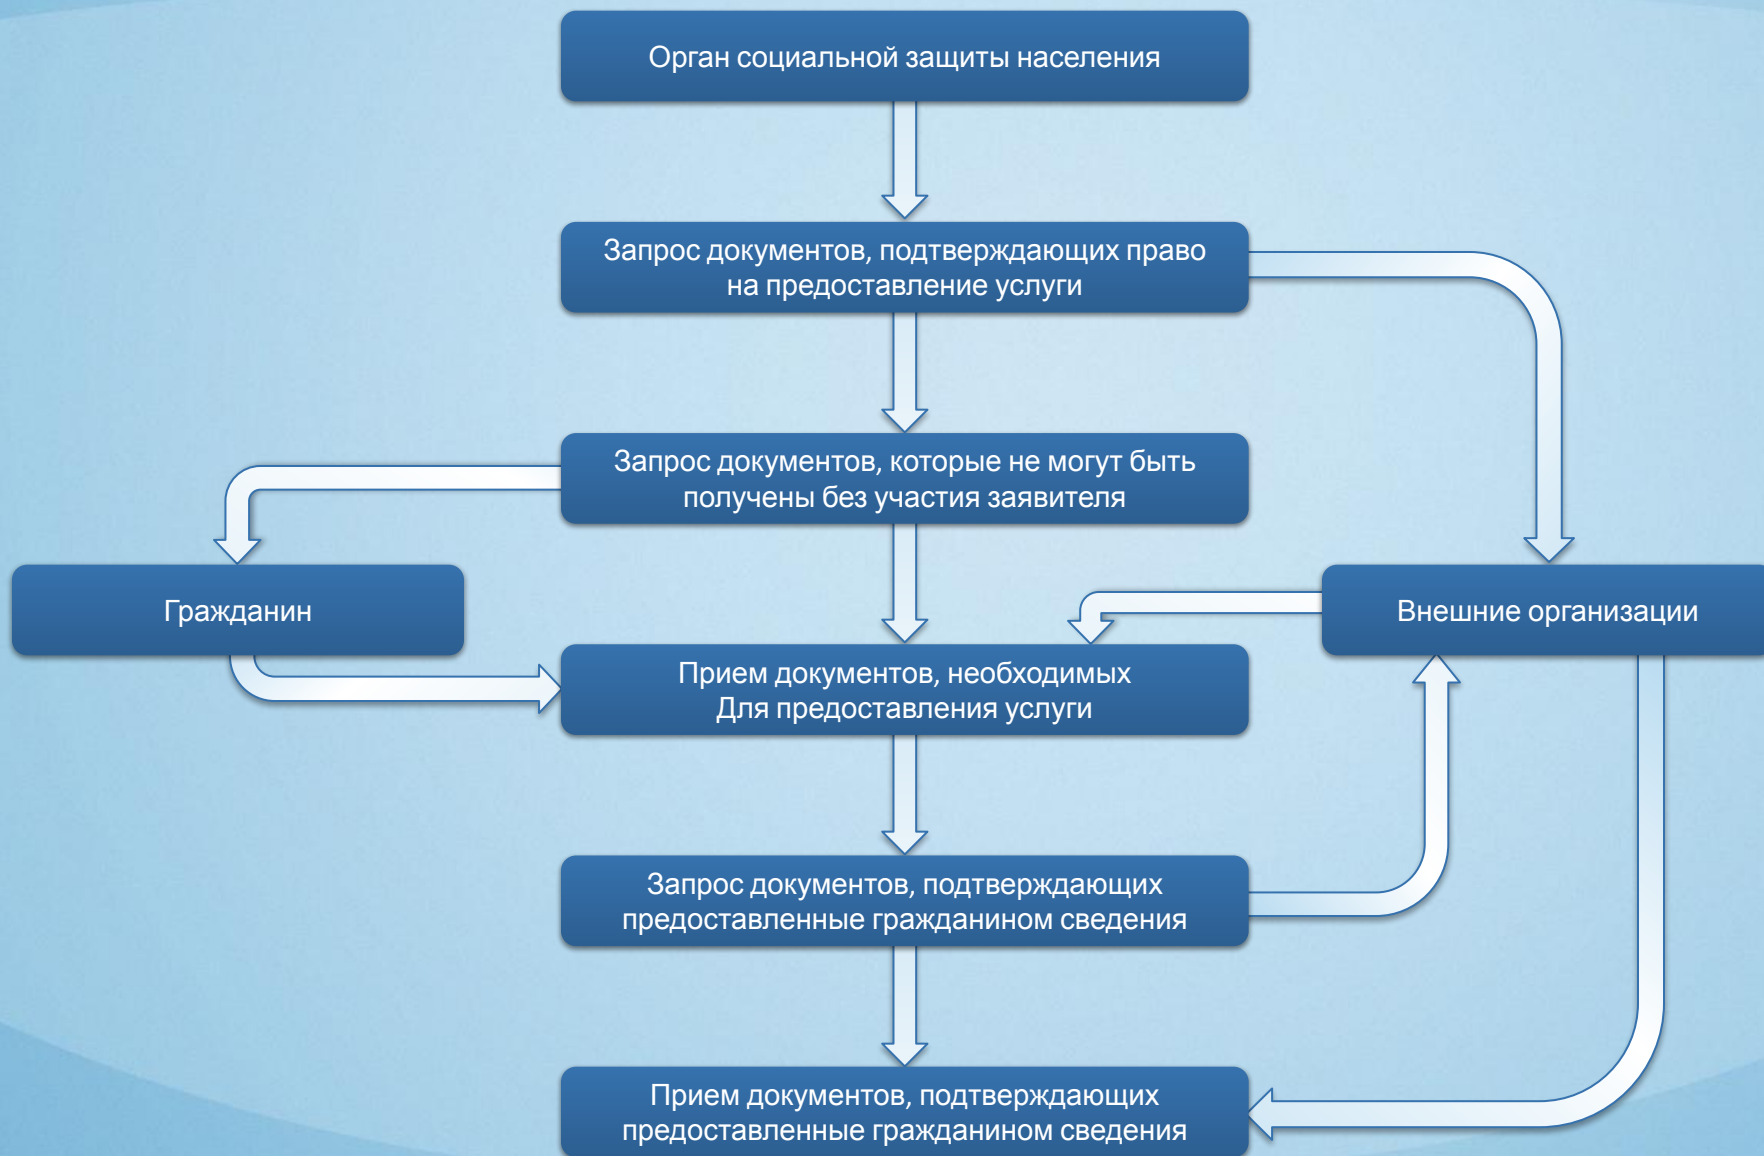 Орган социальной защиты населения
Запрос документов, подтверждающих право
на предоставление услуги
Запрос документов, которые не могут быть
получены без участия заявителя
Гражданин
Внешние организации
Прием документов, необходимых
Для предоставления услуги
Запрос документов, подтверждающих
предоставленные гражданином сведения
Прием документов, подтверждающих
предоставленные гражданином сведения